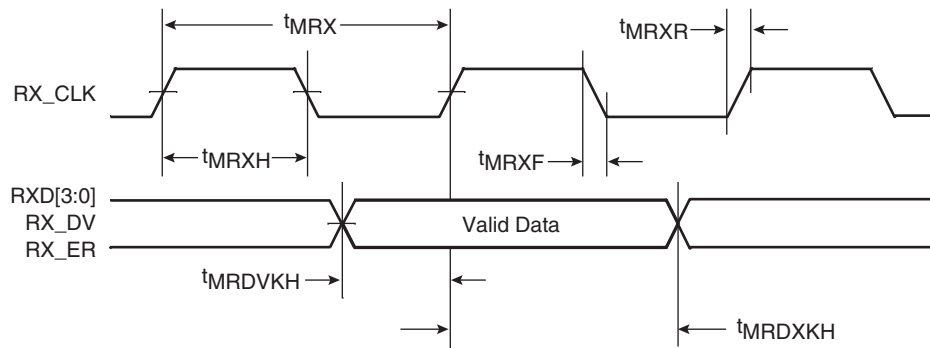 tMRX
tMRXR
RX_CLK
tMRXH
tMRXF
RXD[3:0]
RX_DV
Valid Data
RX_ER
tMRDVKH
tMRDXKH